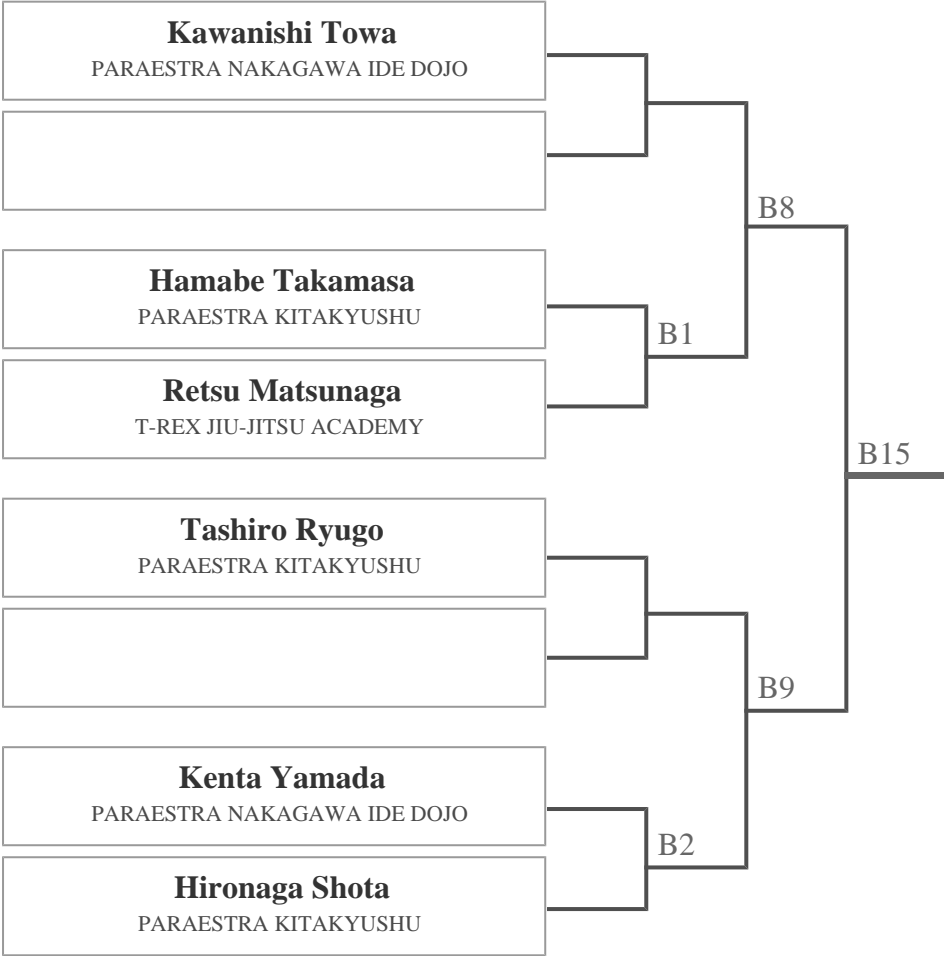 Kawanishi Towa
PARAESTRA NAKAGAWA IDE DOJO
B8
Hamabe Takamasa
PARAESTRA KITAKYUSHU
B1
Retsu Matsunaga
T-REX JIU-JITSU ACADEMY
B15
Tashiro Ryugo
PARAESTRA KITAKYUSHU
B9
Kenta Yamada
PARAESTRA NAKAGAWA IDE DOJO
B2
Hironaga Shota
PARAESTRA KITAKYUSHU